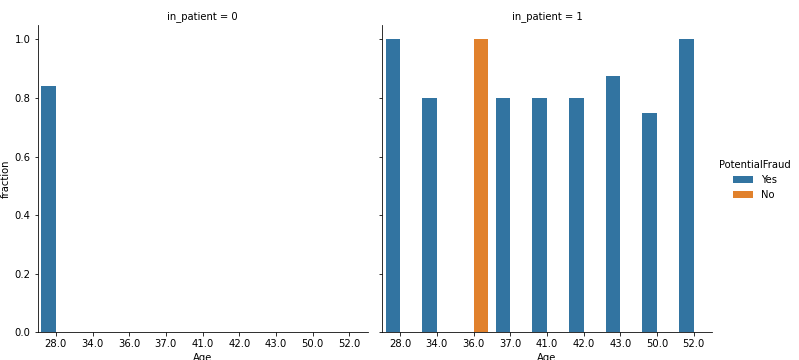 in_patient = 0
in_patient = 1
fraction
1.0
0.8
0.6
0.4
0.2
0.0
28.0 34.0 36.0 37.0 41.0 42.0 43.0 50.0 52.0
28.0 34.0 36.0 37.0 41.0 42.0 43.0 50.0 52.0
Age
Age
PotentialFraud
Yes
No